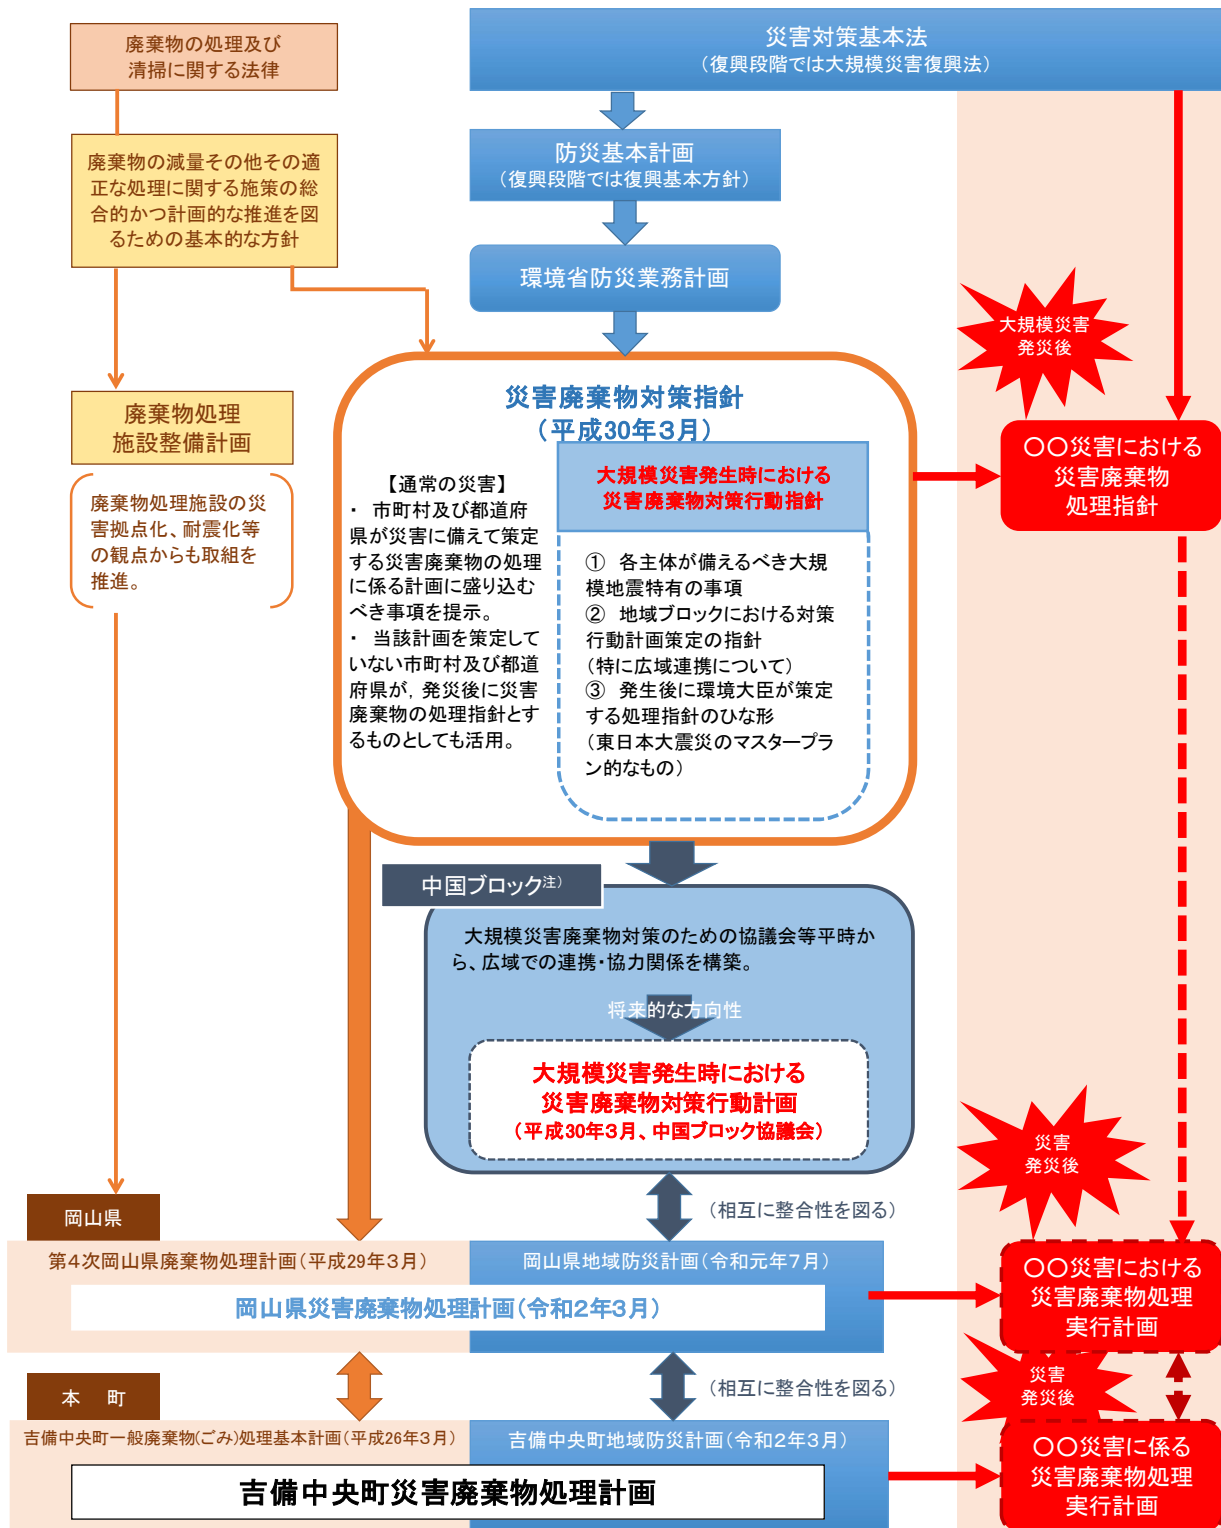 廃棄物の処理及び
清掃に関する法律
災害対策基本法
(復興段階では大規模災害復興法)
廃棄物の減量その他その適
正な処理に関する施策の総
合的かつ計画的な推進を図
るための基本的な方針
防災基本計画
(復興段階では復興基本方針)
環境省防災業務計画
大規模災害
発災後
廃棄物処理
施設整備計画
廃棄物処理施設の災
害拠点化、耐震化等
の観点からも取組を
推進。
災害廃棄物対策指針
(平成30年3月)
【通常の災害】
・ 市町村及び都道府
県が災害に備えて策定
する災害廃棄物の処理
に係る計画に盛り込む
べき事項を提示。
・ 当該計画を策定して
いない市町村及び都道
府県が，発災後に災害
廃棄物の処理指針とす
るものとしても活用。
大規模災害発生時における
災害廃棄物対策行動指針
① 各主体が備えるべき大規
模地震特有の事項
② 地域ブロックにおける対策
行動計画策定の指針
(特に広域連携について)
③ 発生後に環境大臣が策定
する処理指針のひな形
(東日本大震災のマスタープラ
ン的なもの)
〇〇災害における
災害廃棄物
処理指針
中国ブロック注)
大規模災害廃棄物対策のための協議会等平時か
ら、広域での連携・協力関係を構築。
将来的な方向性
大規模災害発生時における
災害廃棄物対策行動計画
(平成30年3月、中国ブロック協議会)
災害
発災後
(相互に整合性を図る)
岡山県
第4次岡山県廃棄物処理計画(平成29年3月)
岡山県地域防災計画(令和元年7月)
岡山県災害廃棄物処理計画(令和2年3月)
〇〇災害における
災害廃棄物処理
実行計画
災害
発災後
(相互に整合性を図る)
本 町
吉備中央町一般廃棄物(ごみ)処理基本計画(平成26年3月)
吉備中央町地域防災計画(令和2年3月)
吉備中央町災害廃棄物処理計画
〇〇災害に係る
災害廃棄物処理
実行計画